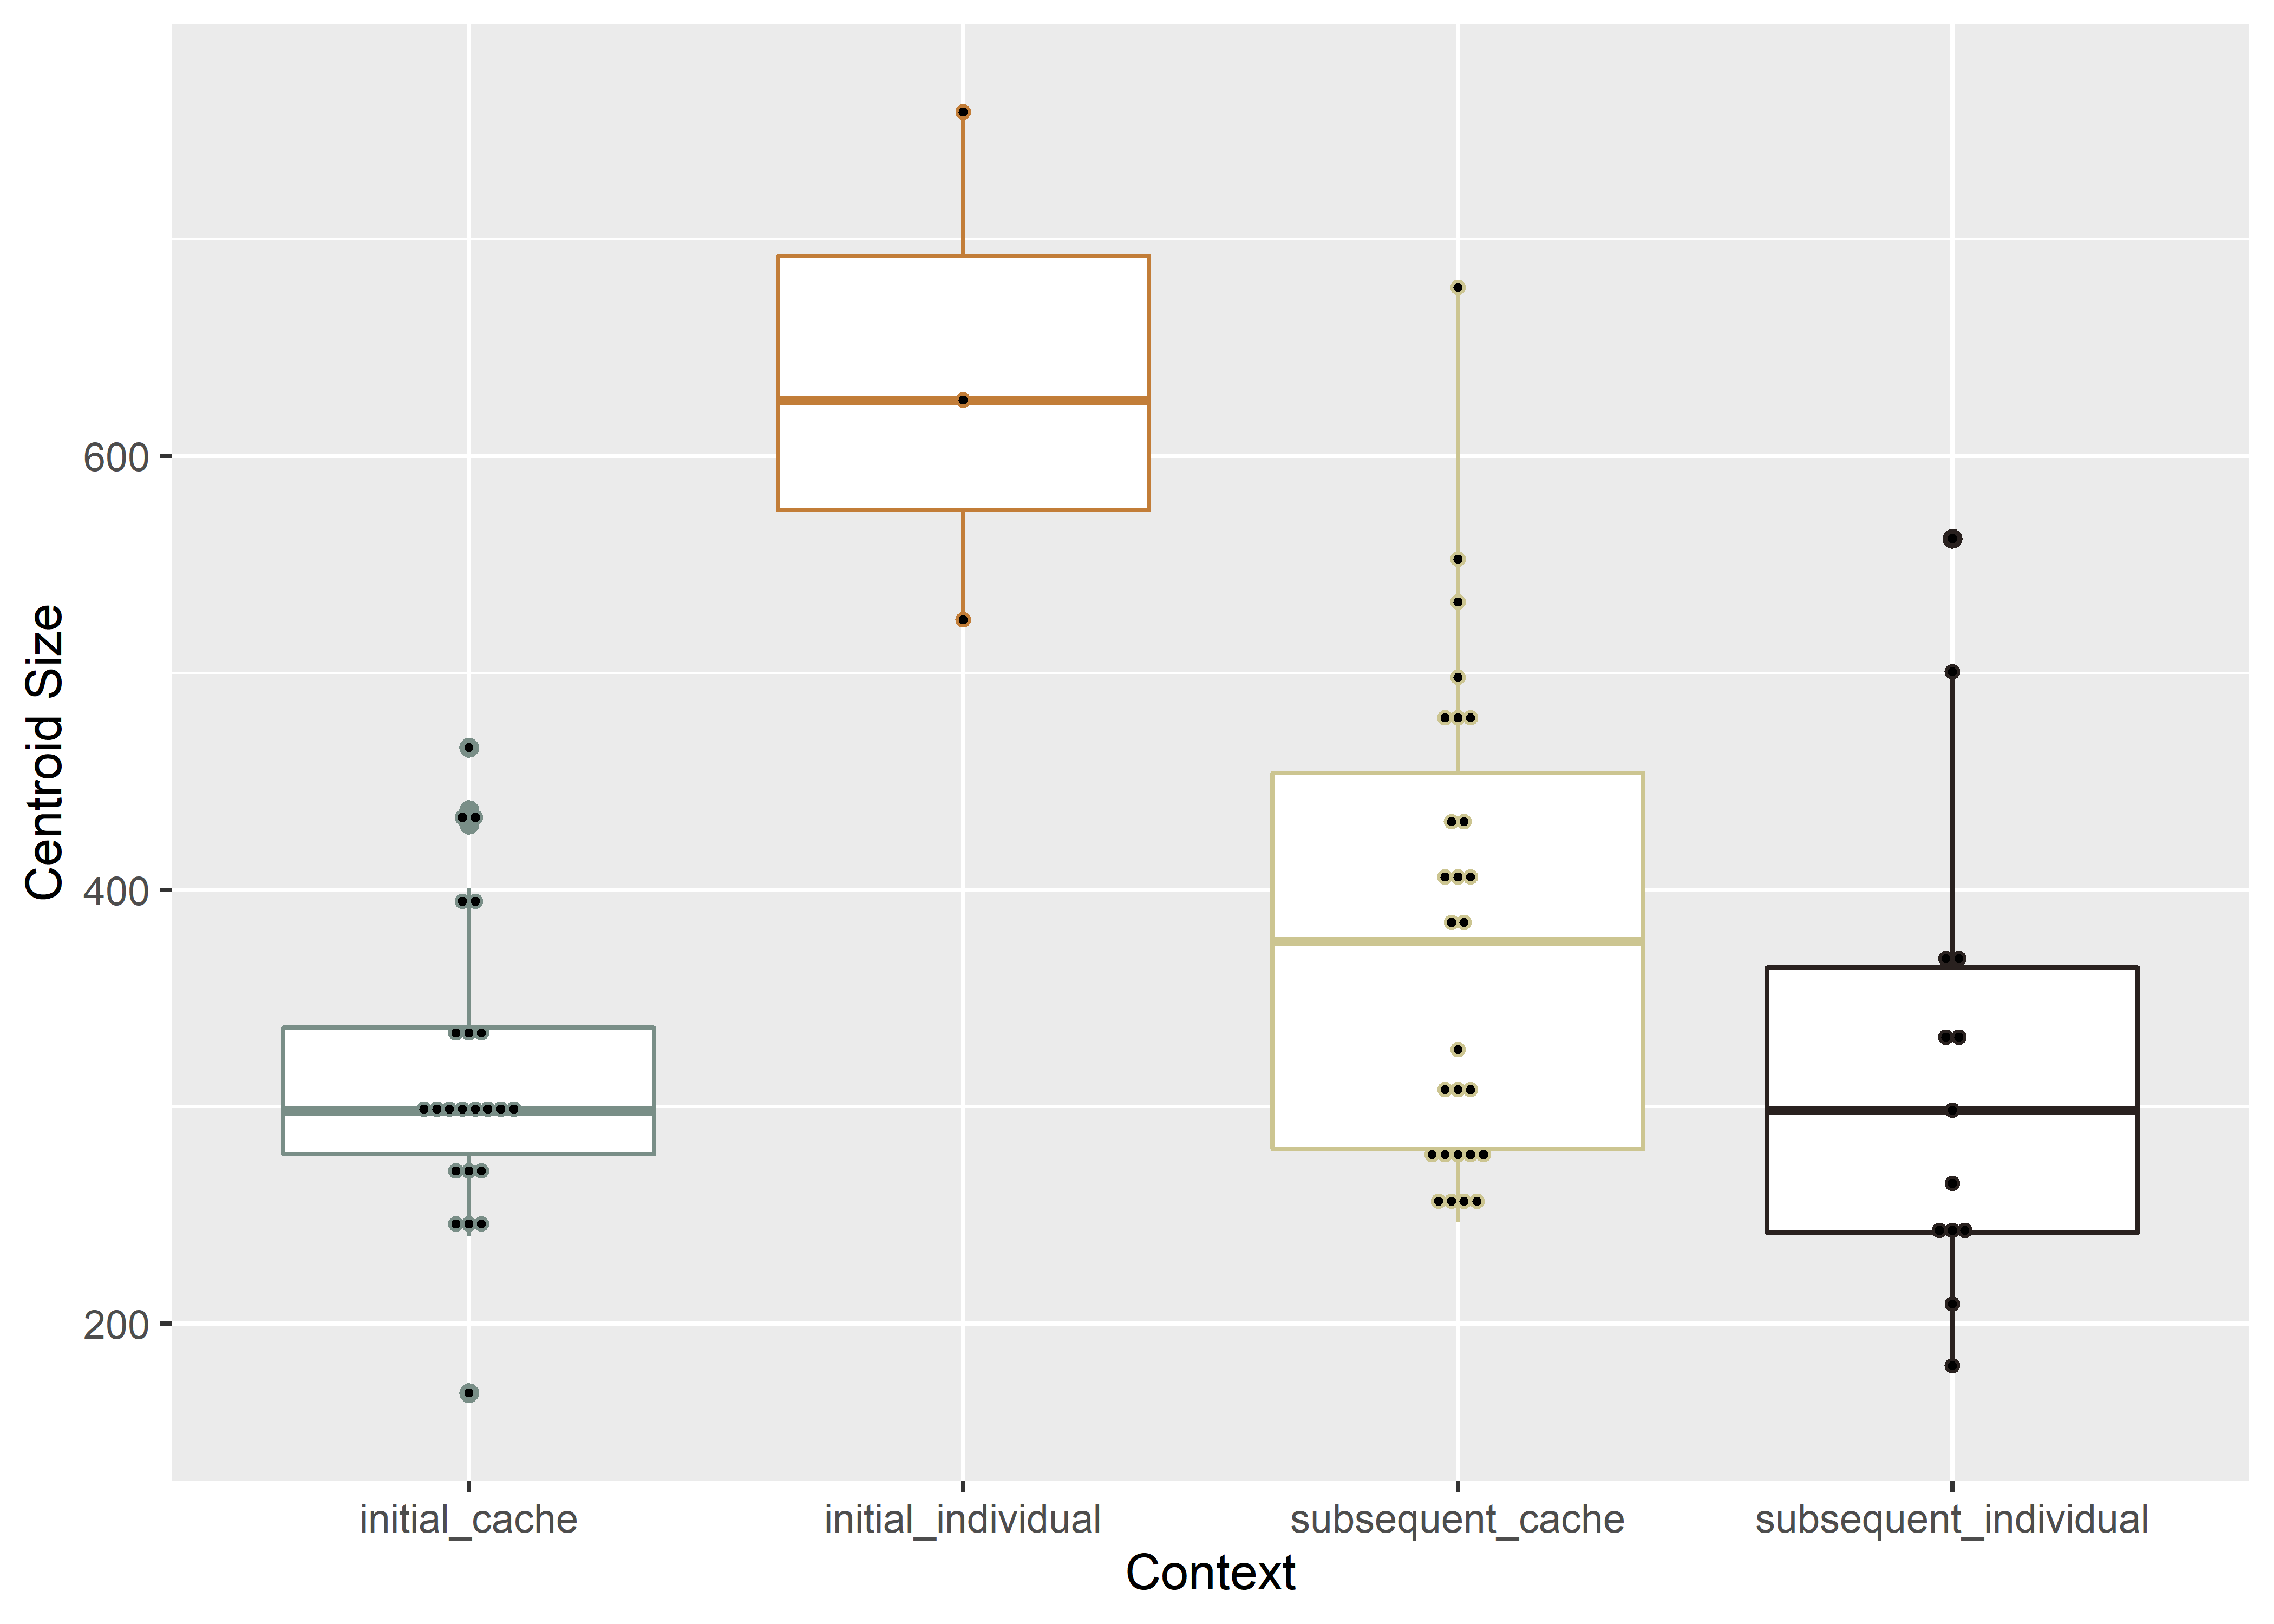 Centroid Size
600
400
200
initial_cache
initial_individual
subsequent_cache
subsequent_individual
Context